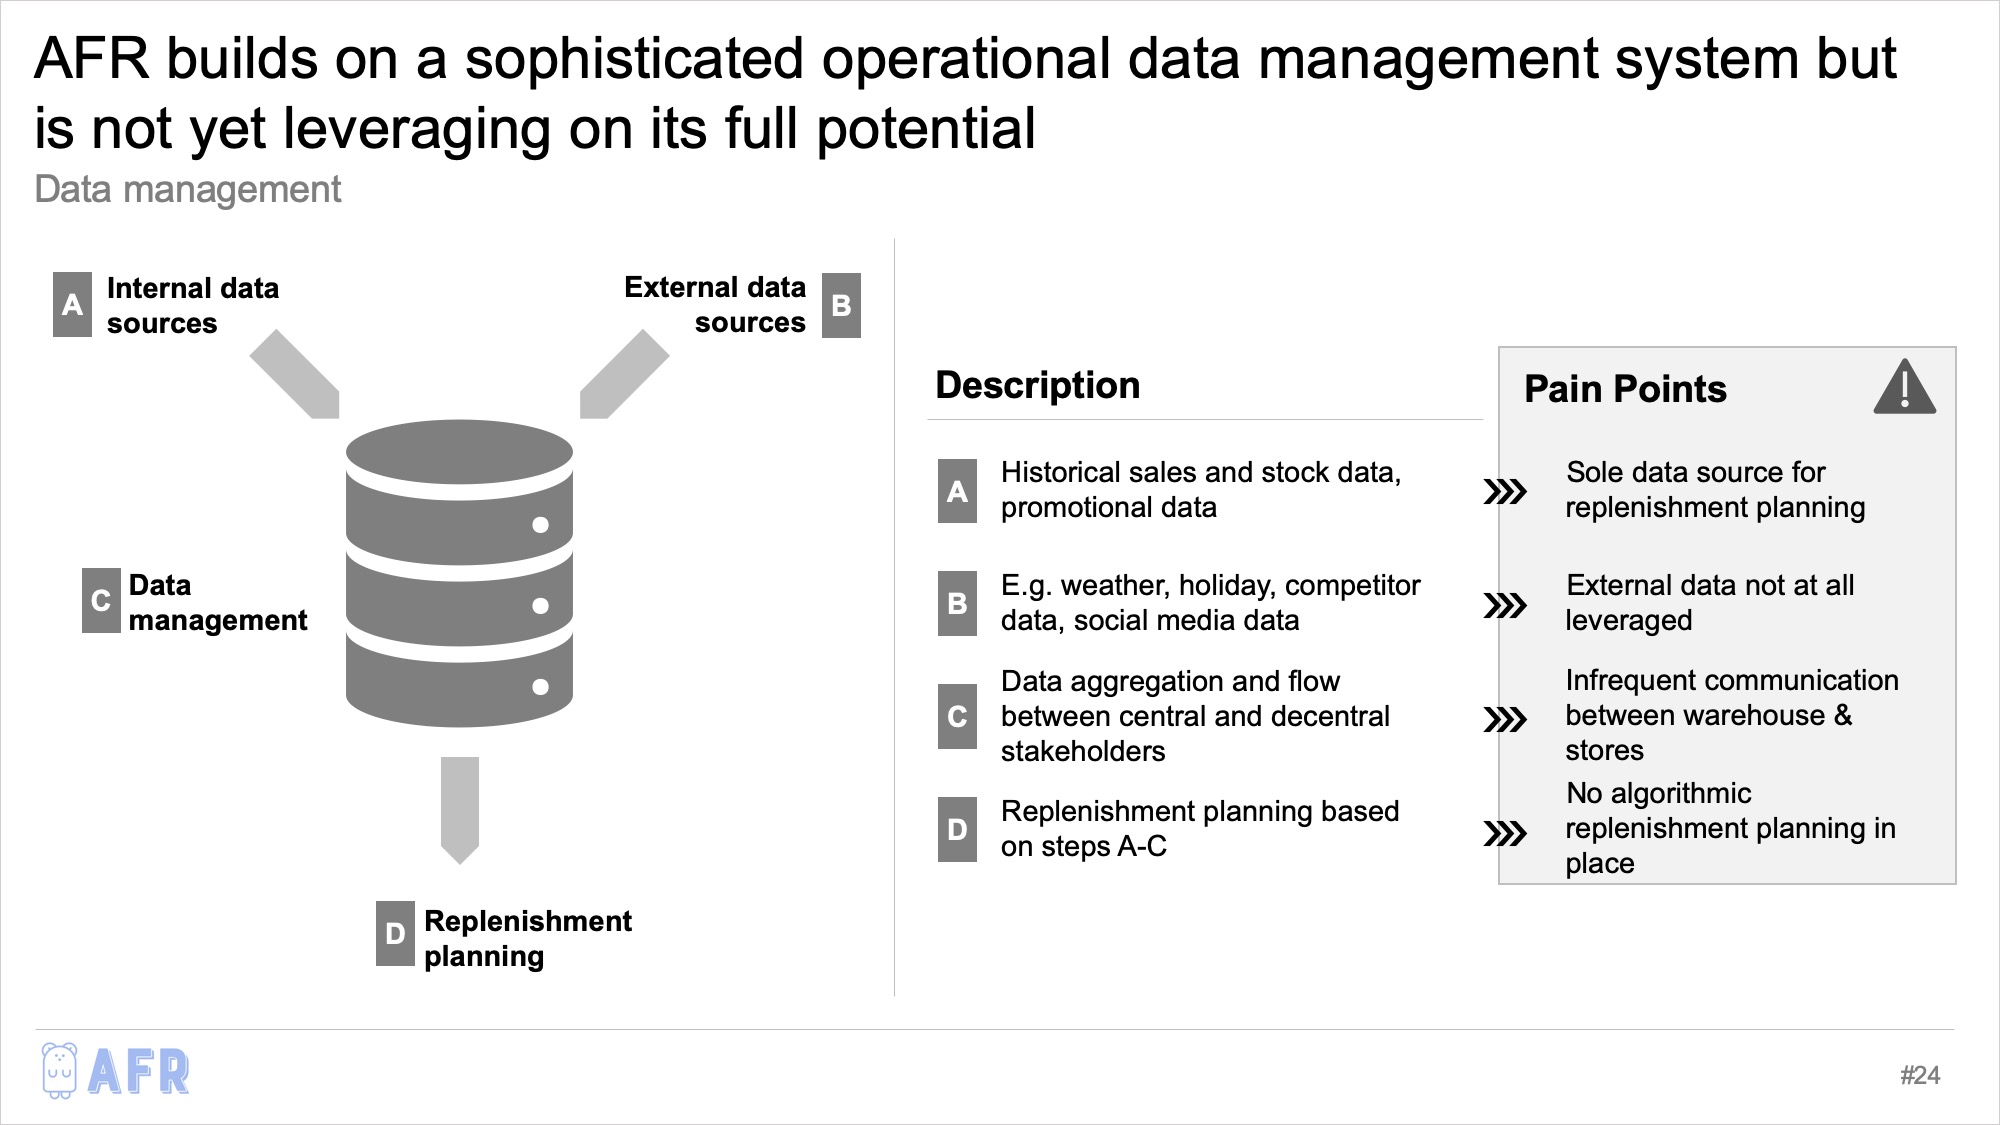 AFR builds on a sophisticated operational data management system but
is not yet leveraging on its full potential
Data management
A
Internal data
sources
External data
sources
B
C
Data
management
D
Replenishment
planning
Description
Pain Points
A
Historical sales and stock data,
promotional data
Sole data source for
replenishment planning
B
E.g. weather, holiday, competitor
data, social media data
External data not at all
leveraged
C
Data aggregation and flow
between central and decentral
stakeholders
Infrequent communication
between warehouse &
stores
D
Replenishment planning based
on steps A-C
No algorithmic
replenishment planning in
place
AFR
#24